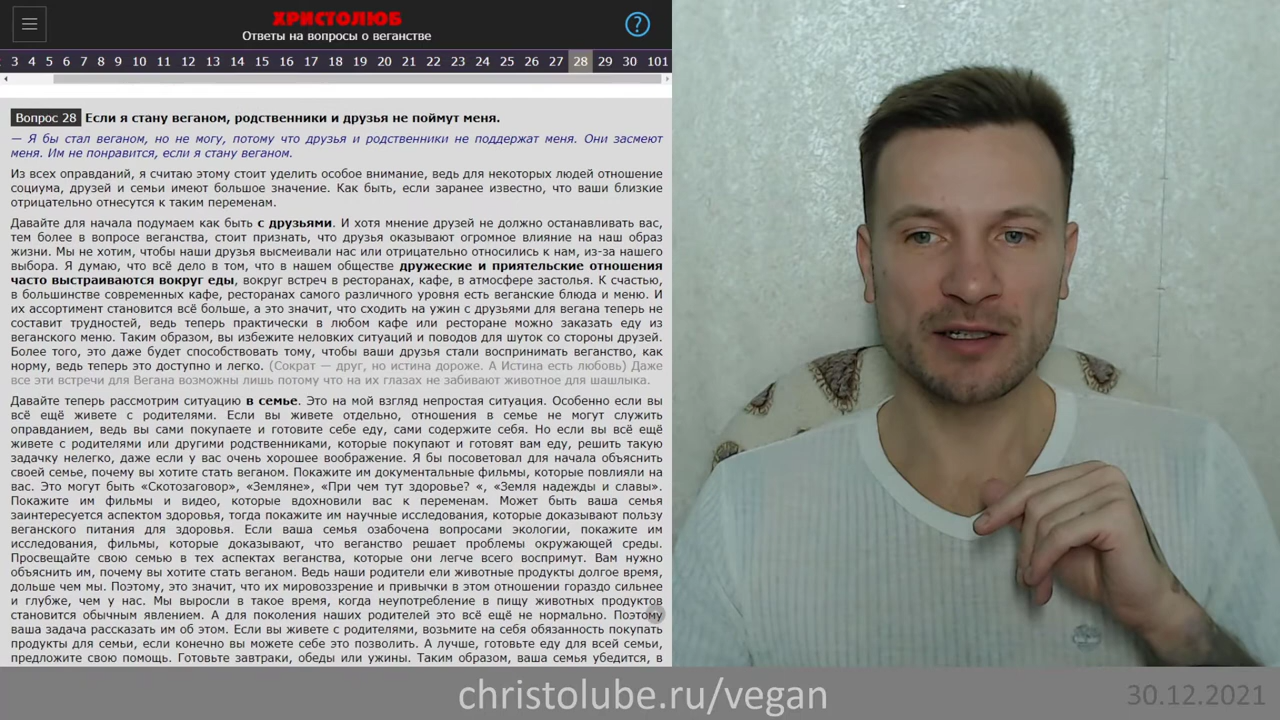 ХРИСТОЛЮБ
Ответы на вопросы о веганстве
3 4 5 6 7 8 9 10 11 12 13 14 15 16 17 18 19 20 21 22 23 24 25 26 27 28 29 30 101
Вопрос 28 Если я стану веганом, родственники и друзья не поймут меня.
— Я бы стал веганом, но не могу, потому что друзья и родственники не поддержат меня. Они засмеют
меня. Им не понравится, если я стану веганом.
Из всех оправданий, я считаю этому стоит уделить особое внимание, ведь для некоторых людей отношение
социума, друзей и семьи имеют большое значение. Как быть, если заранее известно, что ваши близкие
отрицательно отнесутся к таким переменам.
Давайте для начала подумаем как быть с друзьями. И хотя мнение друзей не должно останавливать вас,
тем более в вопросе веганства, стоит признать, что друзья оказывают огромное влияние на наш образ
жизни. Мы не хотим, чтобы наши друзья высмеивали нас или отрицательно относились к нам, из-за нашего
выбора. Я думаю, что всё дело в том, что в нашем обществе дружеские и приятельские отношения
часто выстраиваются вокруг еды, вокруг встреч в ресторанах, кафе, в атмосфере застолья. К счастью,
в большинстве современных кафе, ресторанах самого различного уровня есть веганские блюда и меню. И
их ассортимент становится всё больше, а это значит, что сходить на ужин с друзьями для вегана теперь не
составит трудностей, ведь теперь практически в любом кафе или ресторане можно заказать еду из
веганского меню. Таким образом, вы избежите неловких ситуаций и поводов для шуток со стороны друзей.
Более того, это даже будет способствовать тому, чтобы ваши друзья стали воспринимать веганство, как
норму, ведь теперь это доступно и легко. (Сократ — друг, но истина дороже. А Истина есть любовь) Даже
все эти встречи для Вегана возможны лишь потому что на их глазах не забивают животное для шашлыка.
Давайте теперь рассмотрим ситуацию в семье. Это на мой взгляд непростая ситуация. Особенно если вы
всё ещё живете с родителями. Если вы живете отдельно, отношения в семье не могут служить
оправданием, ведь вы сами покупаете и готовите себе еду, сами содержите себя. Но если вы всё ещё
живете с родителями или другими родственниками, которые покупают и готовят вам еду, решить такую
задачку нелегко, даже если у вас очень хорошее воображение. Я бы посоветовал для начала объяснить
своей семье, почему вы хотите стать веганом. Покажите им документальные фильмы, которые повлияли на
вас. Это могут быть «Скотозаговор», «Земляне», «При чем тут здоровье? «, «Земля надежды и славы».
Покажите им фильмы и видео, которые вдохновили вас к переменам. Может быть ваша семья
заинтересуется аспектом здоровья, тогда покажите им научные исследования, которые доказывают пользу
веганского питания для здоровья. Если ваша семья озабочена вопросами экологии, покажите им
исследования, фильмы, которые доказывают, что веганство решает проблемы окружающей среды.
Просвещайте свою семью в тех аспектах веганства, которые они легче всего воспримут. Вам нужно
объяснить им, почему вы хотите стать веганом. Ведь наши родители ели животные продукты долгое время,
дольше чем мы. Поэтому, это значит, что их мировоззрение и привычки в этом отношении гораздо сильнее
и глубже, чем у нас. Мы выросли в такое время, когда неупотребление в пищу животных продуктов
становится обычным явлением. А для поколения наших родителей это всё ещё не нормально. Поэтому
ваша задача рассказать им об этом. Если вы живете с родителями, возьмите на себя обязанность покупать
продукты для семьи, если конечно вы можете себе это позволить. А лучше, готовьте еду для всей семьи,
предложите свою помощь. Готовьте завтраки, обеды или ужины. Таким образом, ваша семья убедится, в
christolube.ru/vegan
30.12.2021